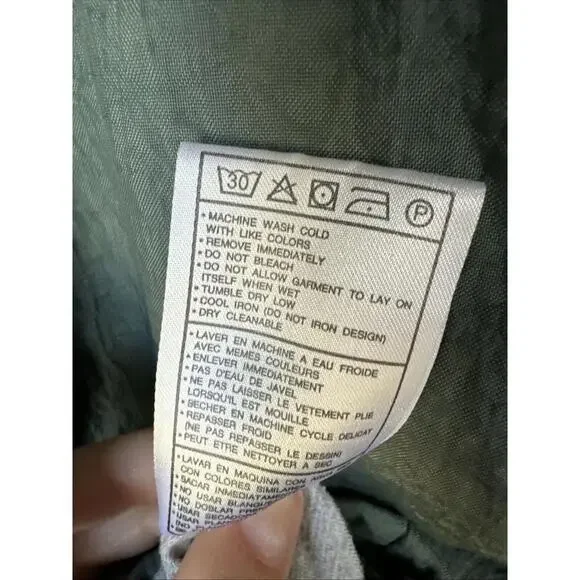 30 P
• MACHINE WASH COLD
WITH LIKE COLORS
• REMOVE IMMEDIATELY
• DO NOT BLEACH
• DO NOT ALLOW GARMENT TO LAY ON
ITSELF WHEN WET
• TUMBLE DRY LOW
• COOL IRON (DO NOT IRON DESIGN)
• DRY CLEANABLE
• LAVER EN MACHINE A EAU FROIDE
AVEC MEMES COULEURS
• ENLEVER IMMEDIATEMENT
• PAS D'EAU DE JAVEL
• NE PAS LAISSER LE VETEMENT PLIE
LORSQU'IL EST MOUILLE
• SECHER EN MACHINE CYCLE DELICAT
• REPASSER FROID
(NE PAS REPASSER LE DESSIN)
• PEUT ETRE NETTOYER A SEC
• LAVAR EN MAQUINA CON
CON COLORES SIMILARES
• SACAR
• NO USAR
• NO DOBLAR
• USAR
• USAR
(NO